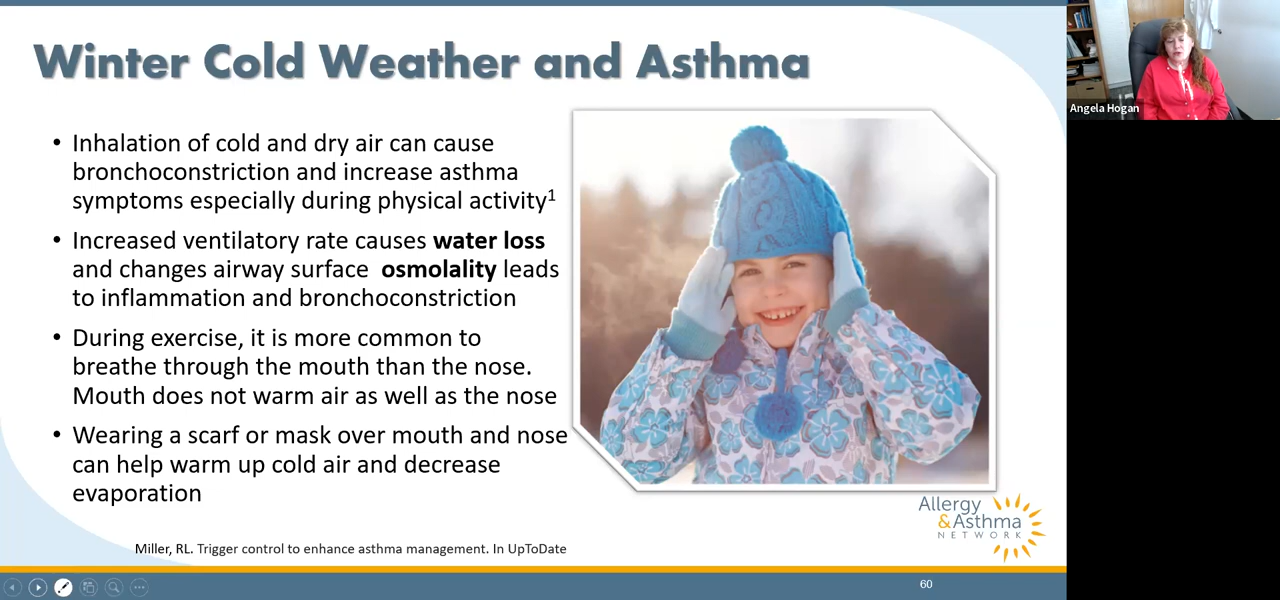 Winter Cold Weather and Asthma
• Inhalation of cold and dry air can cause
bronchoconstriction and increase asthma
symptoms especially during physical activity1
• Increased ventilatory rate causes water loss
and changes airway surface  osmolality leads
to inflammation and bronchoconstriction
• During exercise, it is more common to
breathe through the mouth than the nose.
Mouth does not warm air as well as the nose
• Wearing a scarf or mask over mouth and nose
can help warm up cold air and decrease
evaporation
Miller, RL. Trigger control to enhance asthma management. In UpToDate
Allergy
&Asthma
NETWORK
60
Angela Hogan